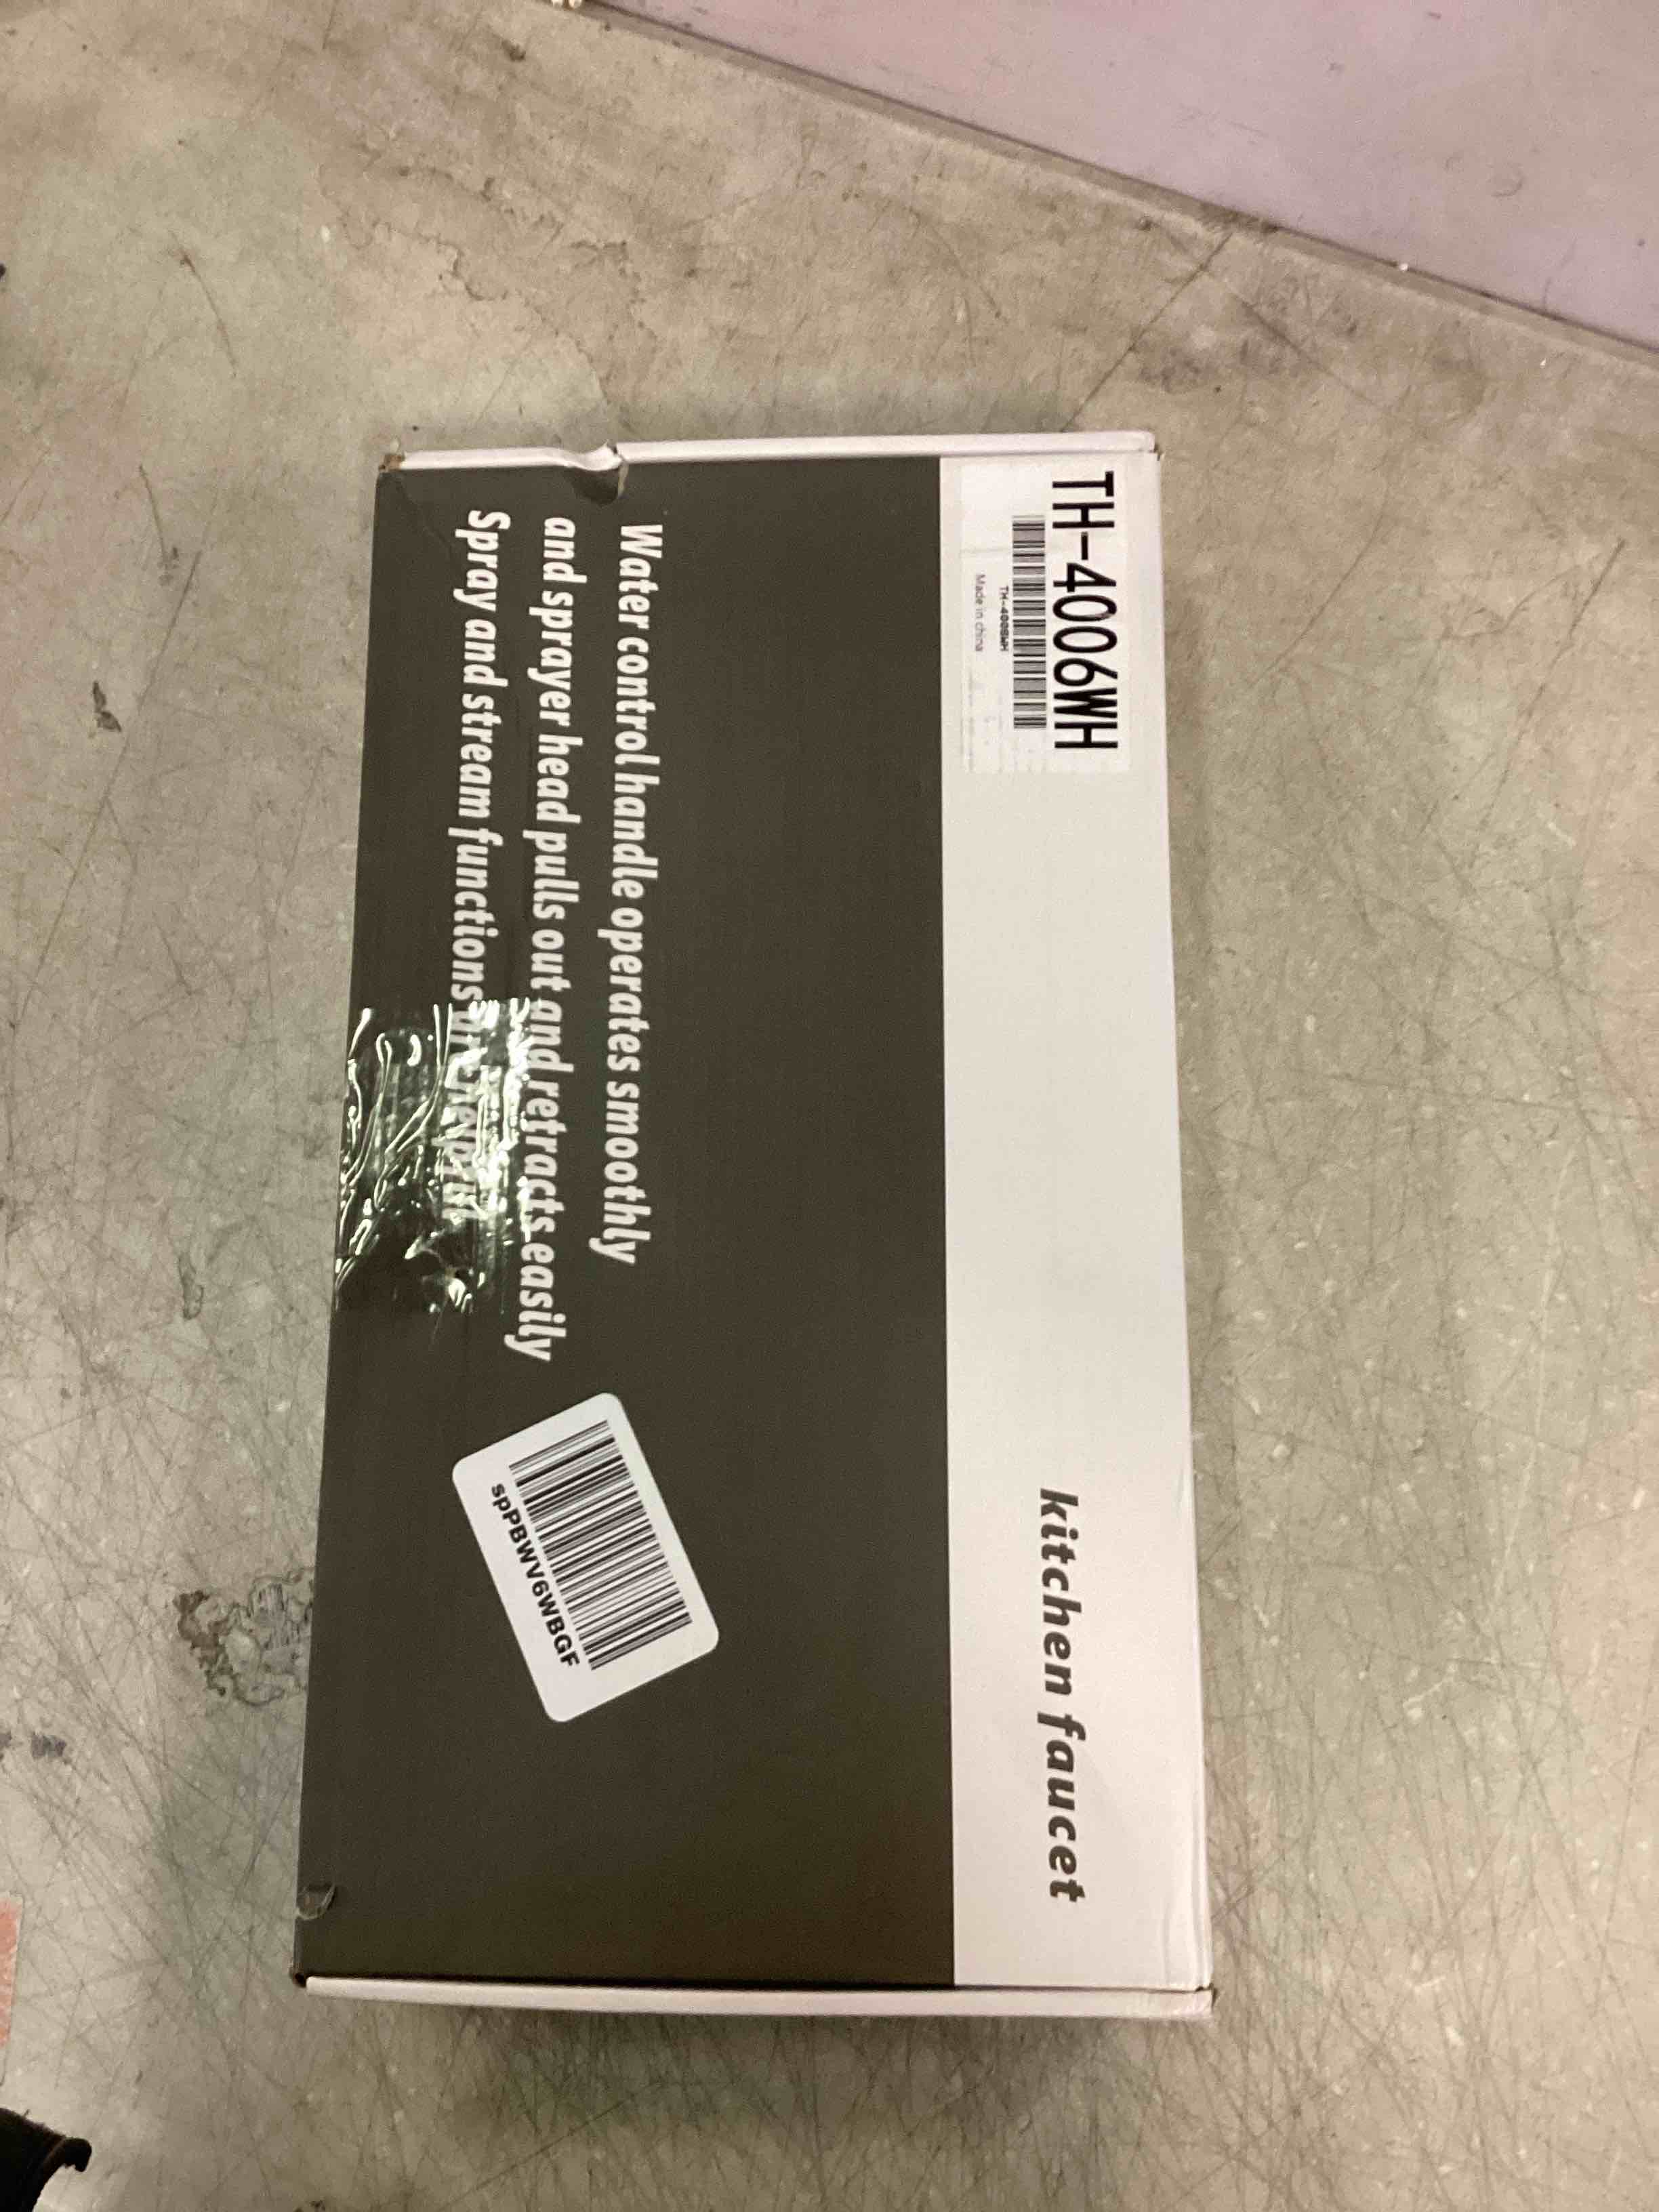 TH-4006WH
TH-4006WH
Made in china
kitchen faucet
Water control handle operates smoothly
and sprayer head pulls out and retracts easily
Spray and stream functions
spPBWV6WBGF